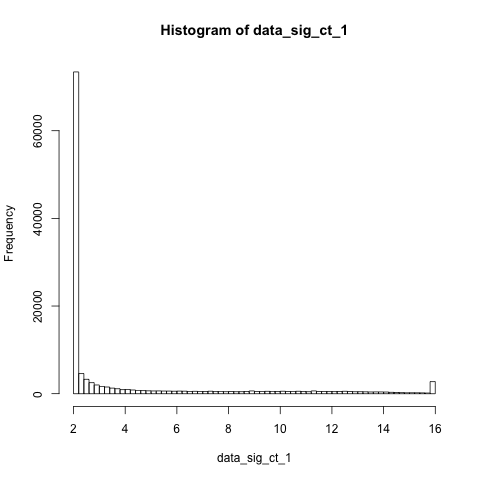 Histogram of data_sig_ct_1
Frequency
60000
40000
20000
0
2 4 6 8 10 12 14 16
data_sig_ct_1